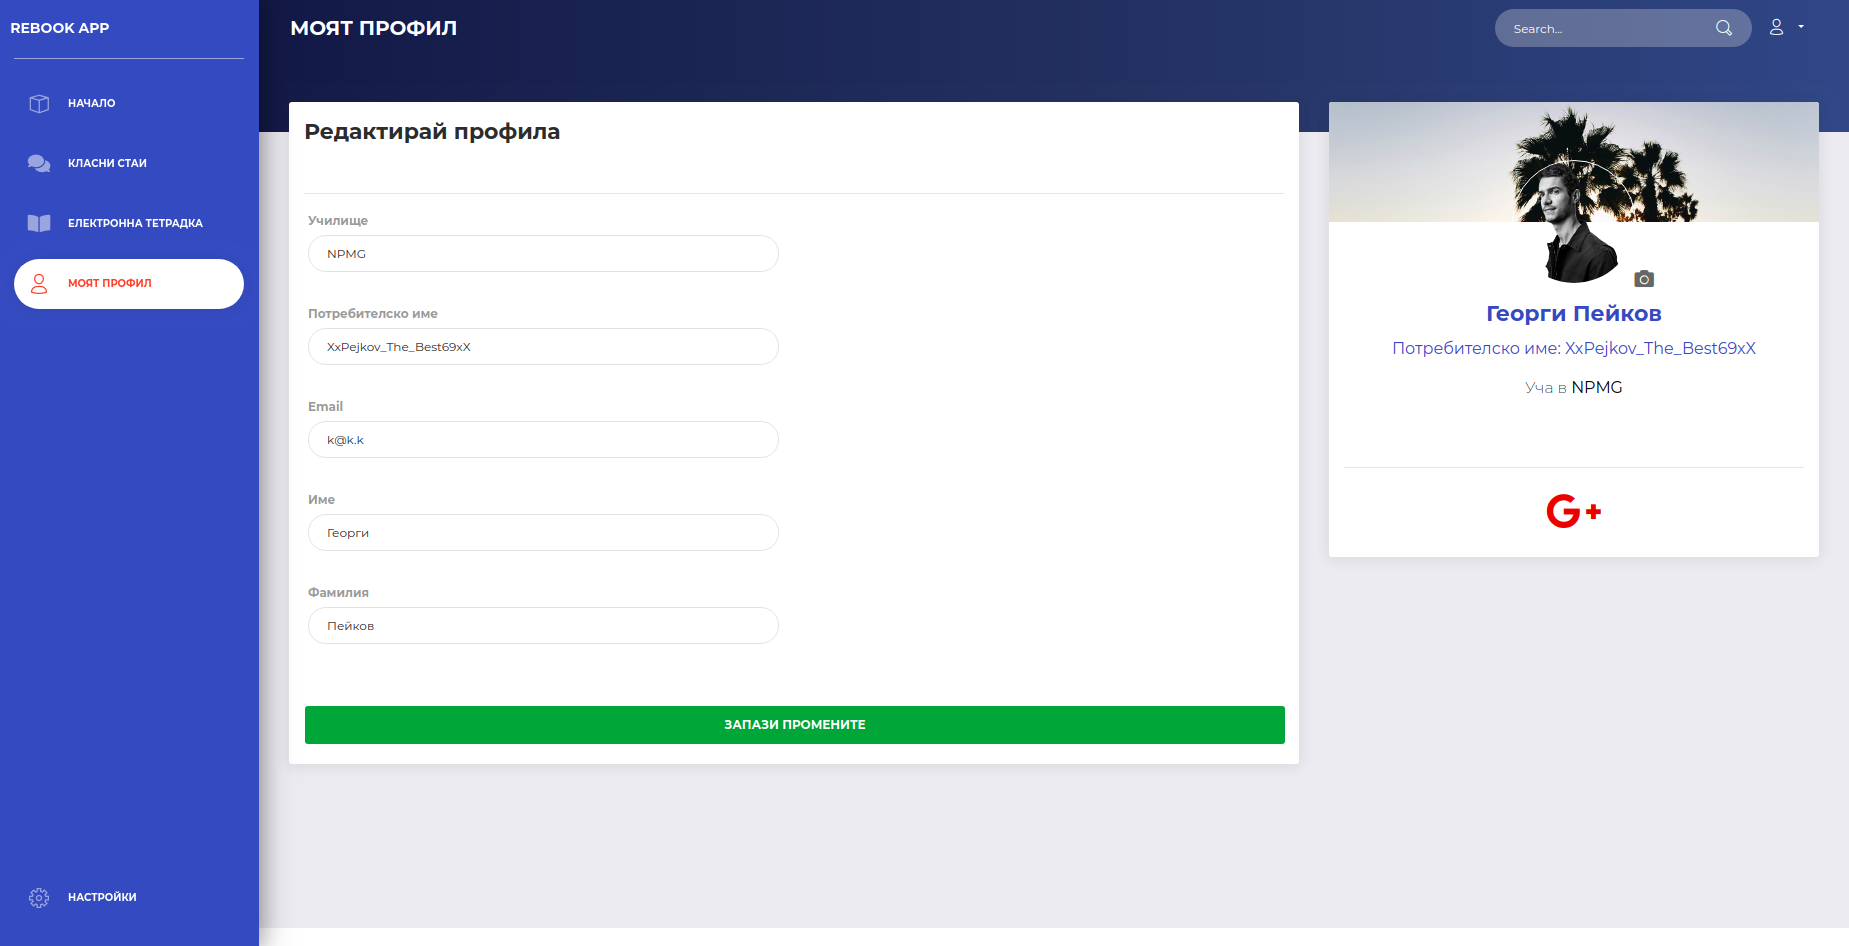 REBOOK APP
НАЧАЛО
КЛАСНИ СТАИ
ЕЛЕКТРОННА ТЕТРАДКА
МОЯТ ПРОФИЛ
НАСТРОЙКИ
МОЯТ ПРОФИЛ
Search...
Редактирай профила
Училище
NPMG
Потребителско име
XxPejkov_The_Best69xX
Email
k@k.k
Име
Георги
Фамилия
Пейков
ЗАПАЗИ ПРОМЕНИТЕ
Георги Пейков
Потребителско име: XxPejkov_The_Best69xX
Уча в NPMG
G+